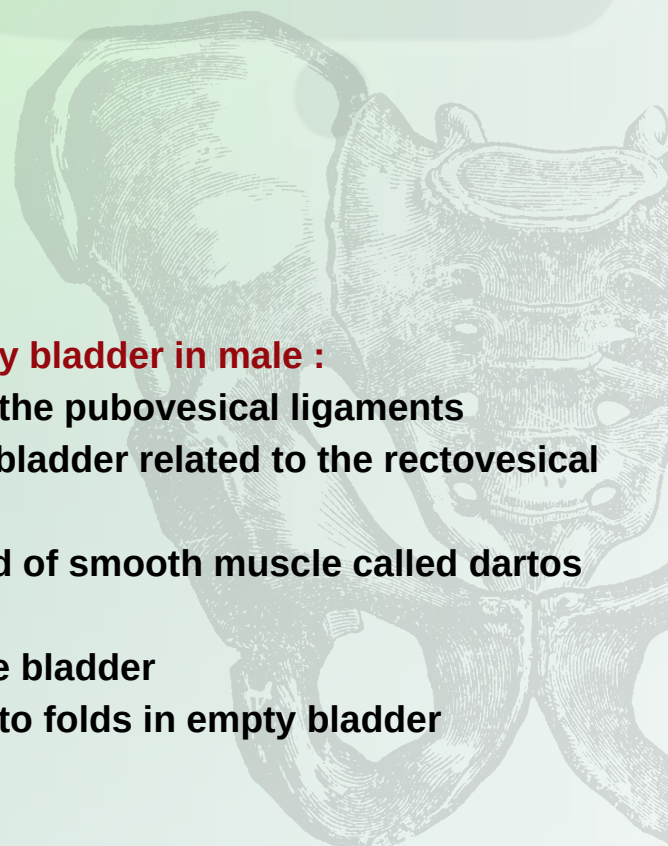 y bladder in male :
the pubovesical ligaments
bladder related to the rectovesical
d of smooth muscle called dartos
e bladder
to folds in empty bladder